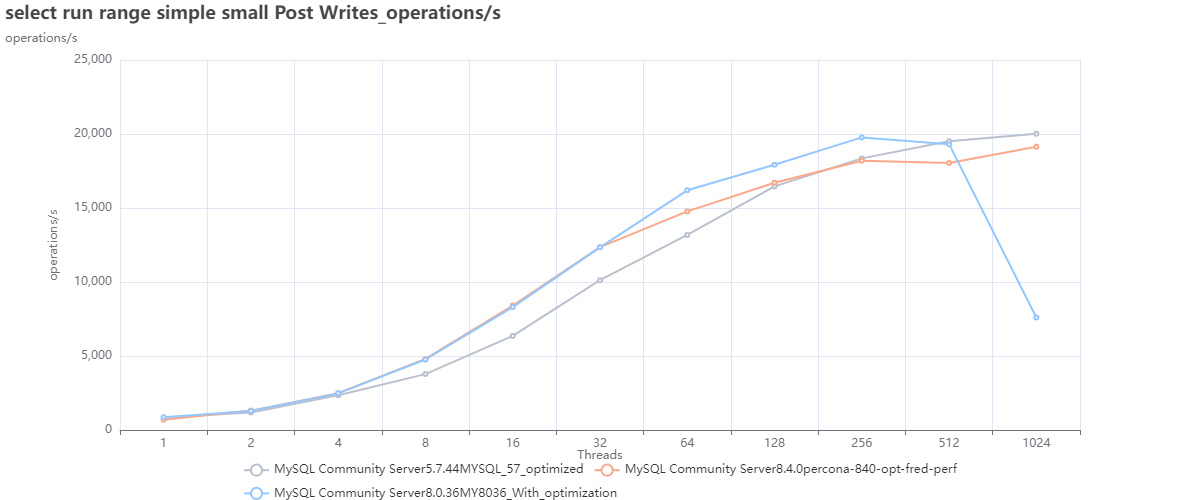 select run range simple small Post Writes_operations/s
operations/s
25,000
20,000
15,000
10,000
5,000
0
operations/s
1 2 4 8 16 32 64 128 256 512 1024
Threads
MySQL Community Server5.7.44MYSQL_57_optimized MySQL Community Server8.4.0percona-840-opt-fred-perf
MySQL Community Server8.0.36MY8036_With_optimization